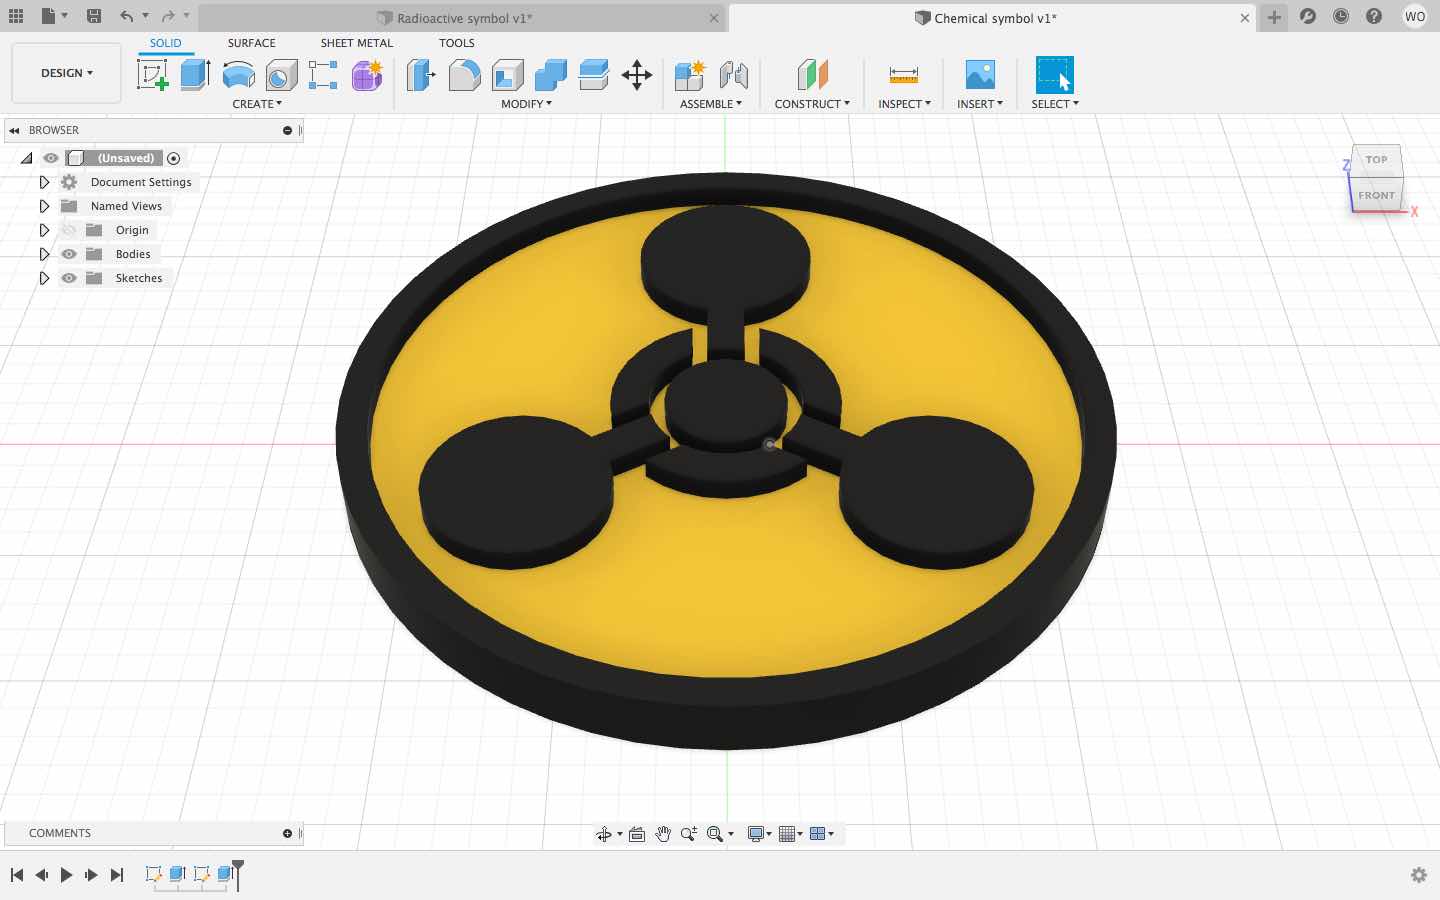 Radioactive symbol v1*
Chemical symbol v1*
WO
DESIGN
SOLID
SURFACE
SHEET METAL
TOOLS
CREATE
MODIFY
ASSEMBLE
CONSTRUCT
INSPECT
INSERT
SELECT
BROWSER
(Unsaved)
Document Settings
Named Views
Origin
Bodies
Sketches
TOP
FRONT
Z
X
COMMENTS